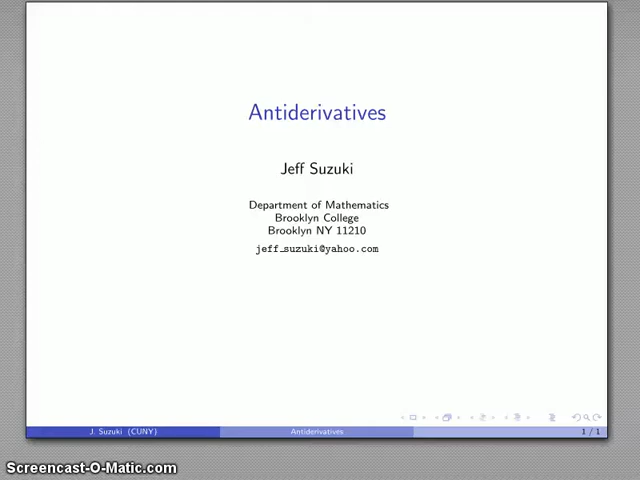 Antiderivatives
Jeff Suzuki
Department of Mathematics
Brooklyn College
Brooklyn NY 11210
jeff_suzuki@yahoo.com
J. Suzuki (CUNY)
Antiderivatives
1 / 1
Screencast-O-Matic.com